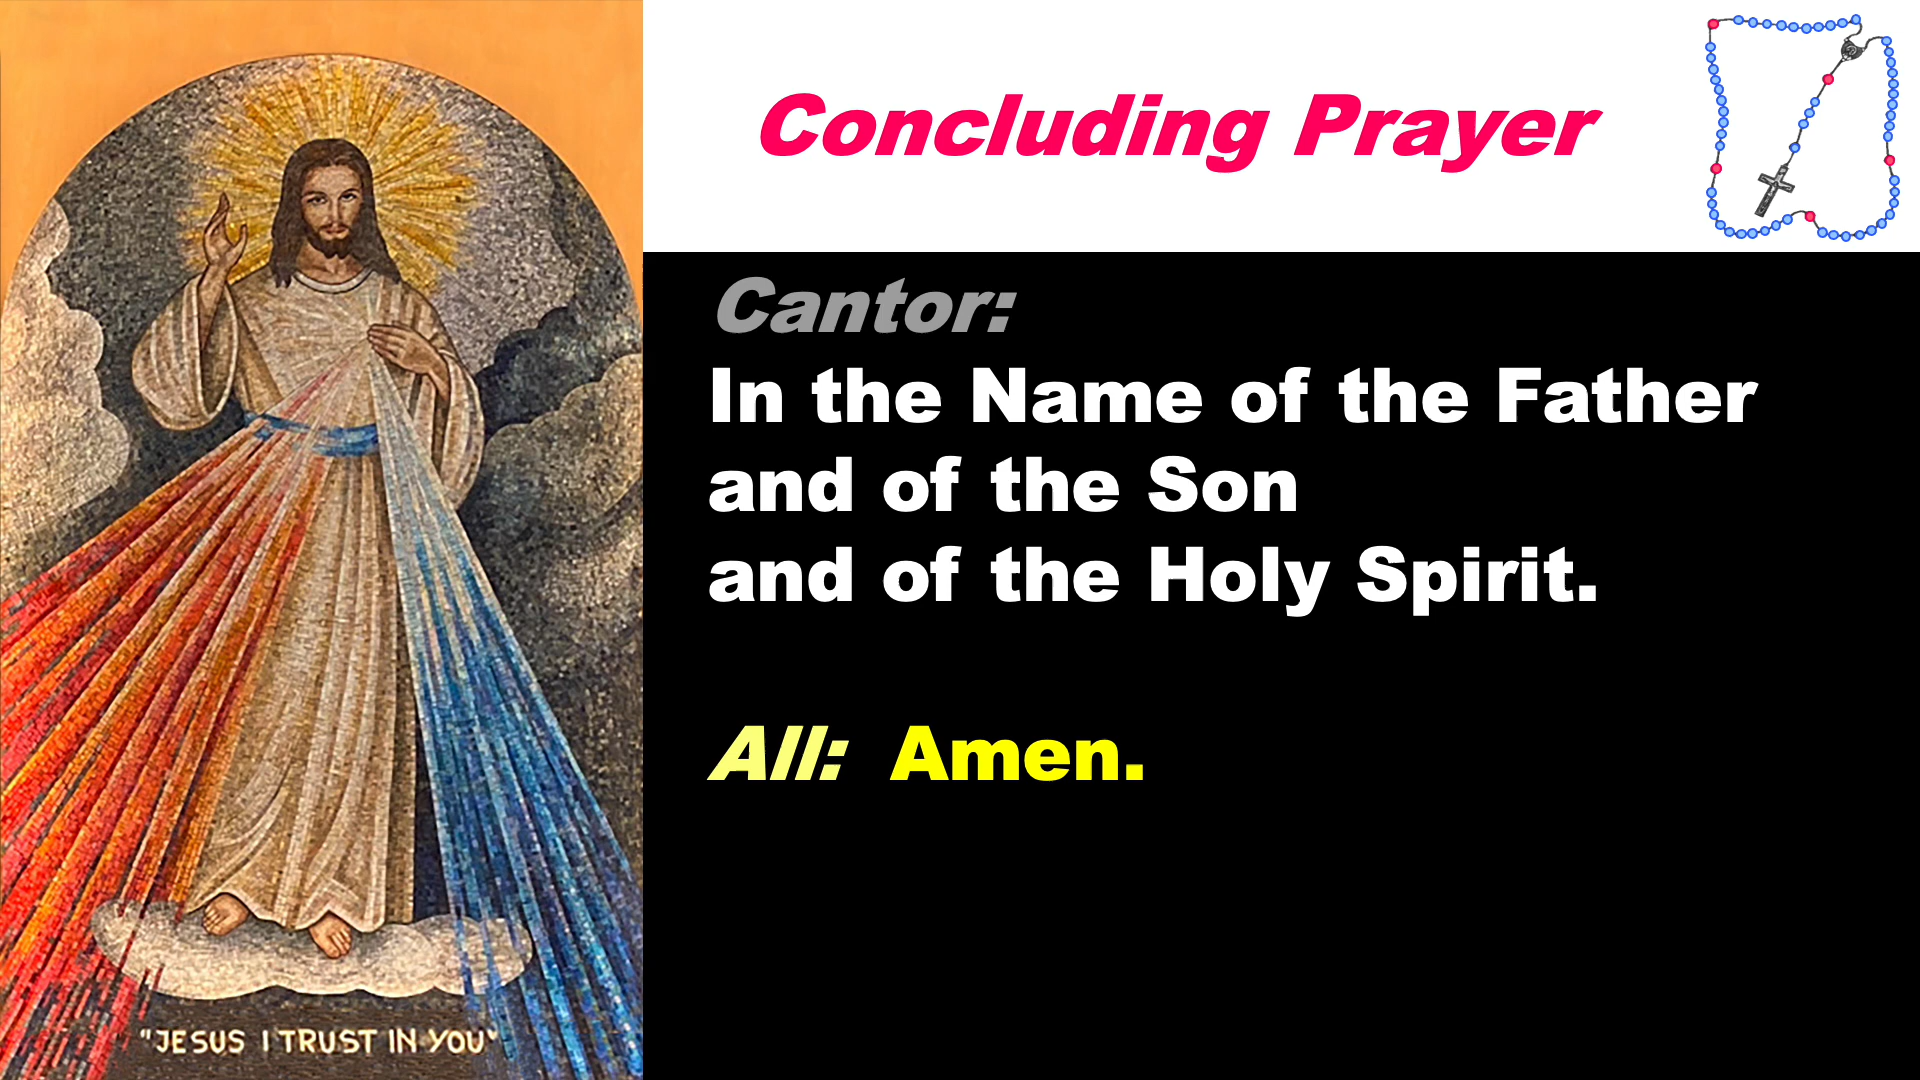 Concluding Prayer
Cantor:
In the Name of the Father
and of the Son
and of the Holy Spirit.
All: Amen.
"JESUS I TRUST IN YOU"